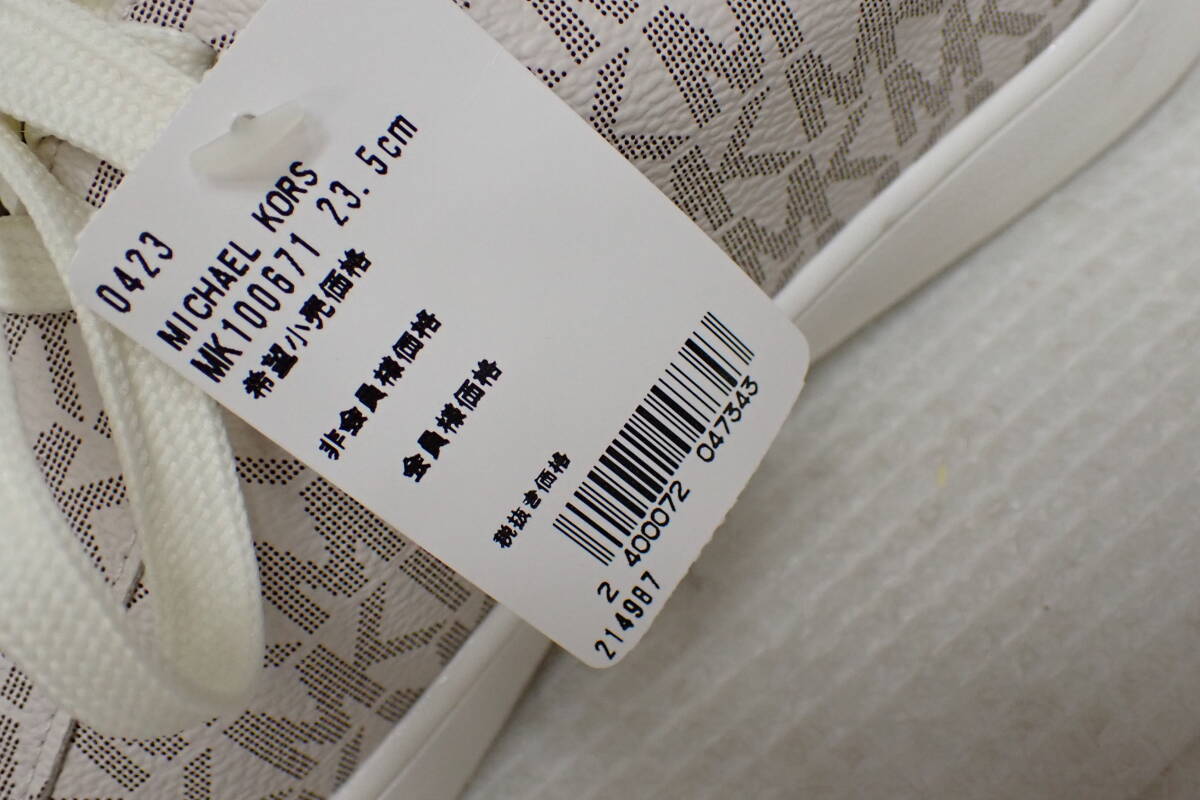 0423
MICHAEL KORS
MK100671 23.5cm
希望小売価格
非会員様価格
会員様価格
税抜き価格
2 400072 047343
214987